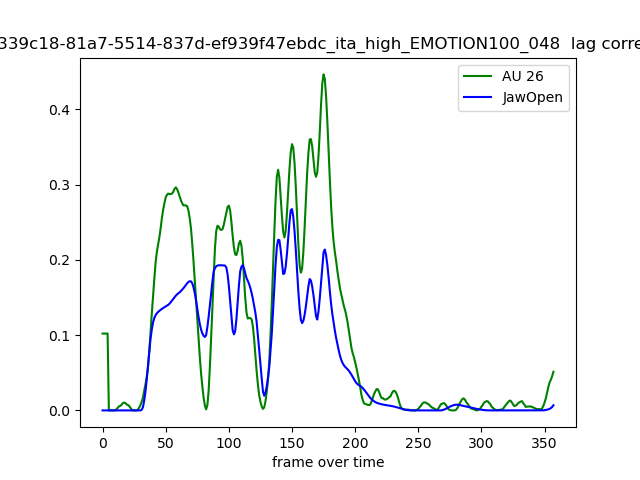 339c18-81a7-5514-837d-ef939f47ebdc_ita_high_EMOTION100_048 lag corre
AU 26
JawOpen
0.4
0.3
0.2
0.1
0.0
0 50 100 150 200 250 300 350
frame over time